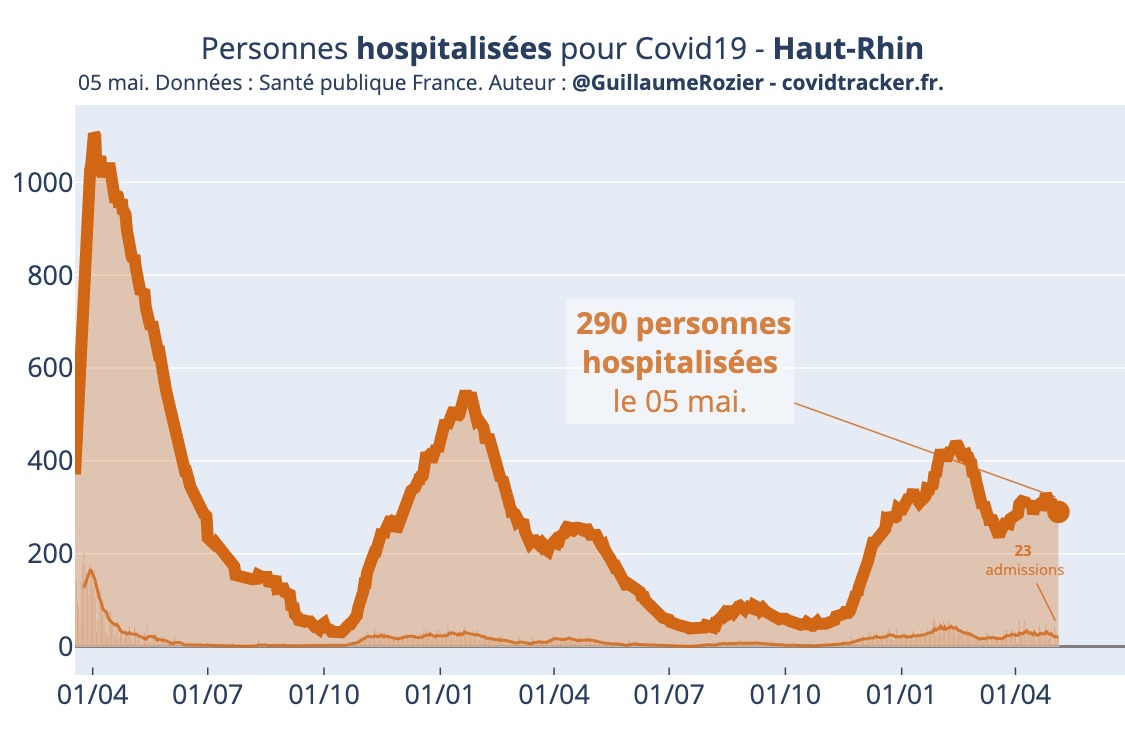 Personnes hospitalisées pour Covid19 - Haut-Rhin
05 mai. Données : Santé publique France. Auteur : @GuillaumeRozier - covidtracker.fr.
1000
800
600
400
200
0
290 personnes
hospitalisées
le 05 mai.
23
admissions
01/04 01/07 01/10 01/01 01/04 01/07 01/10 01/01 01/04